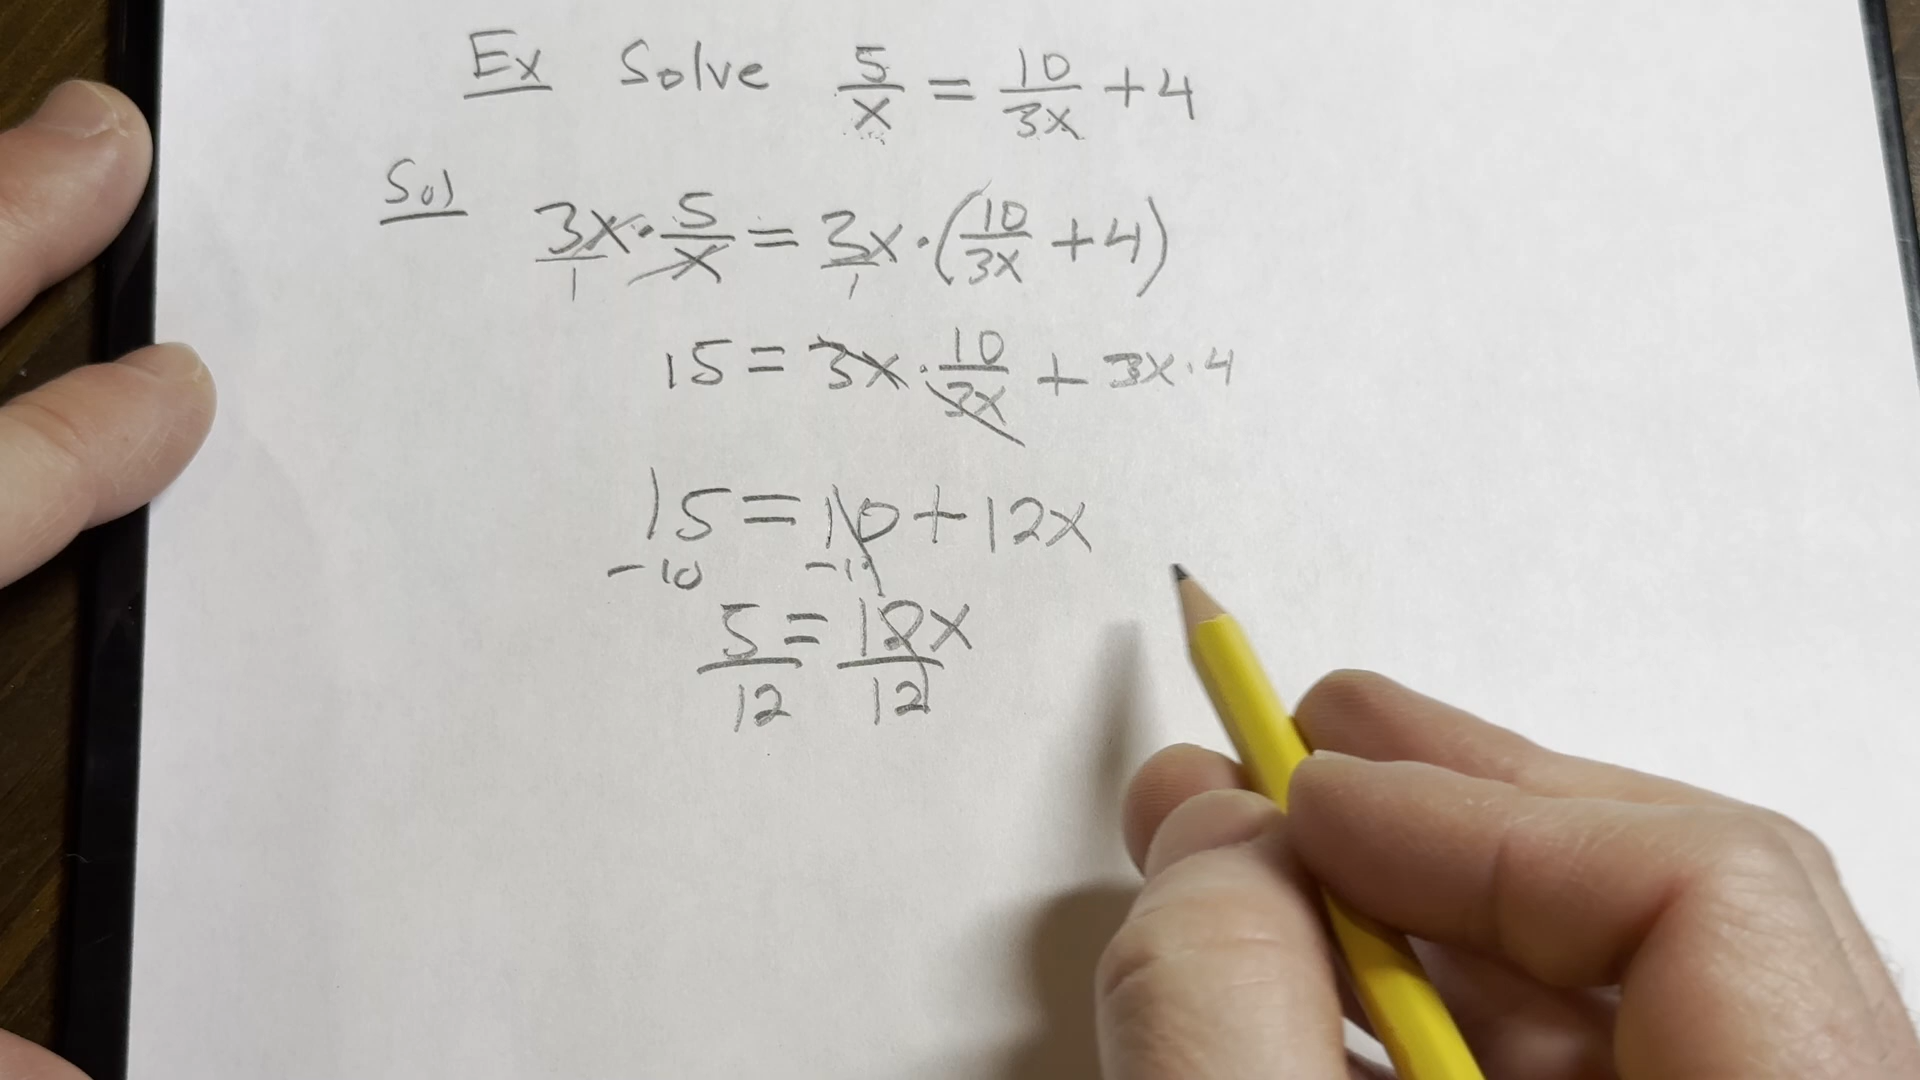 Ex Solve 5/x = 10/3x + 4
Sol 3x/1 · 5/x = 3x/1 · (10/3x + 4)
15 = 3x · 10/3x + 3x · 4
15 = 10 + 12x
-10 -10
5 = 12x
12 12